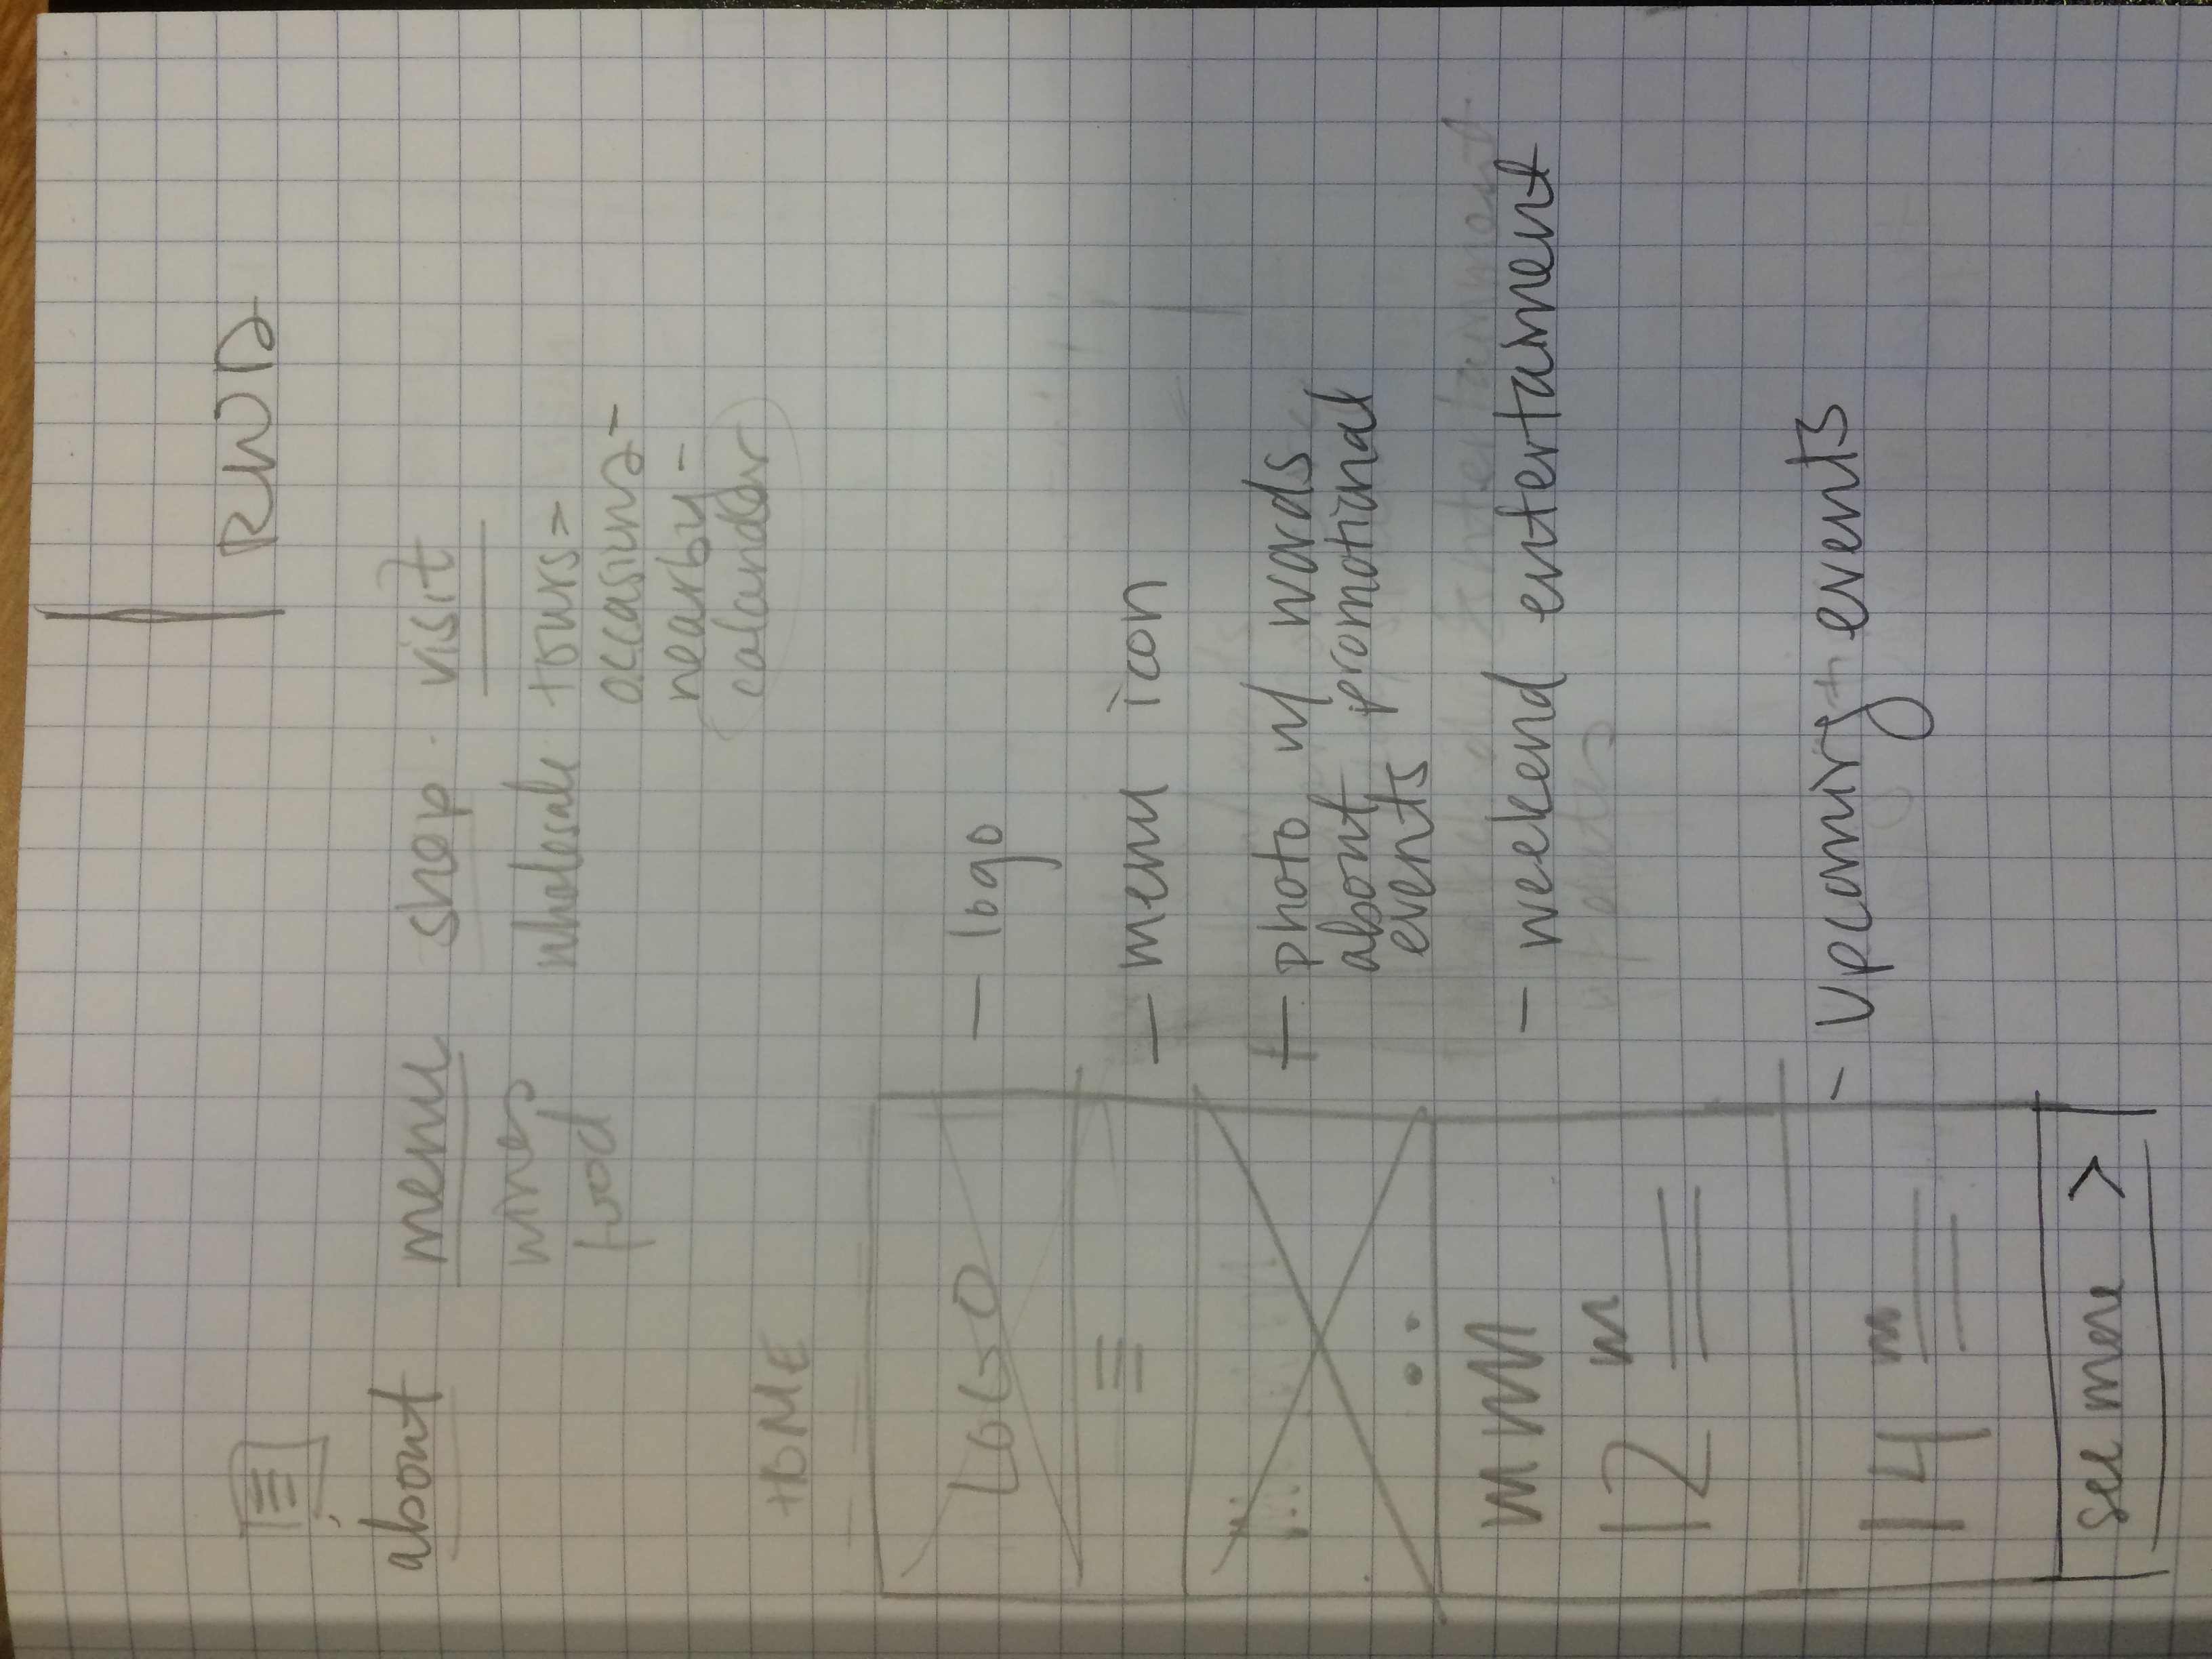 RWD
about menu shop visit
wines wholesale tours
food occasions
nearby
calander
HOME
LOGO - logo
- menu icon
- photo w/ words
about promotional
events
- weekend entertaiment
12
- Upcoming events
14
see more >